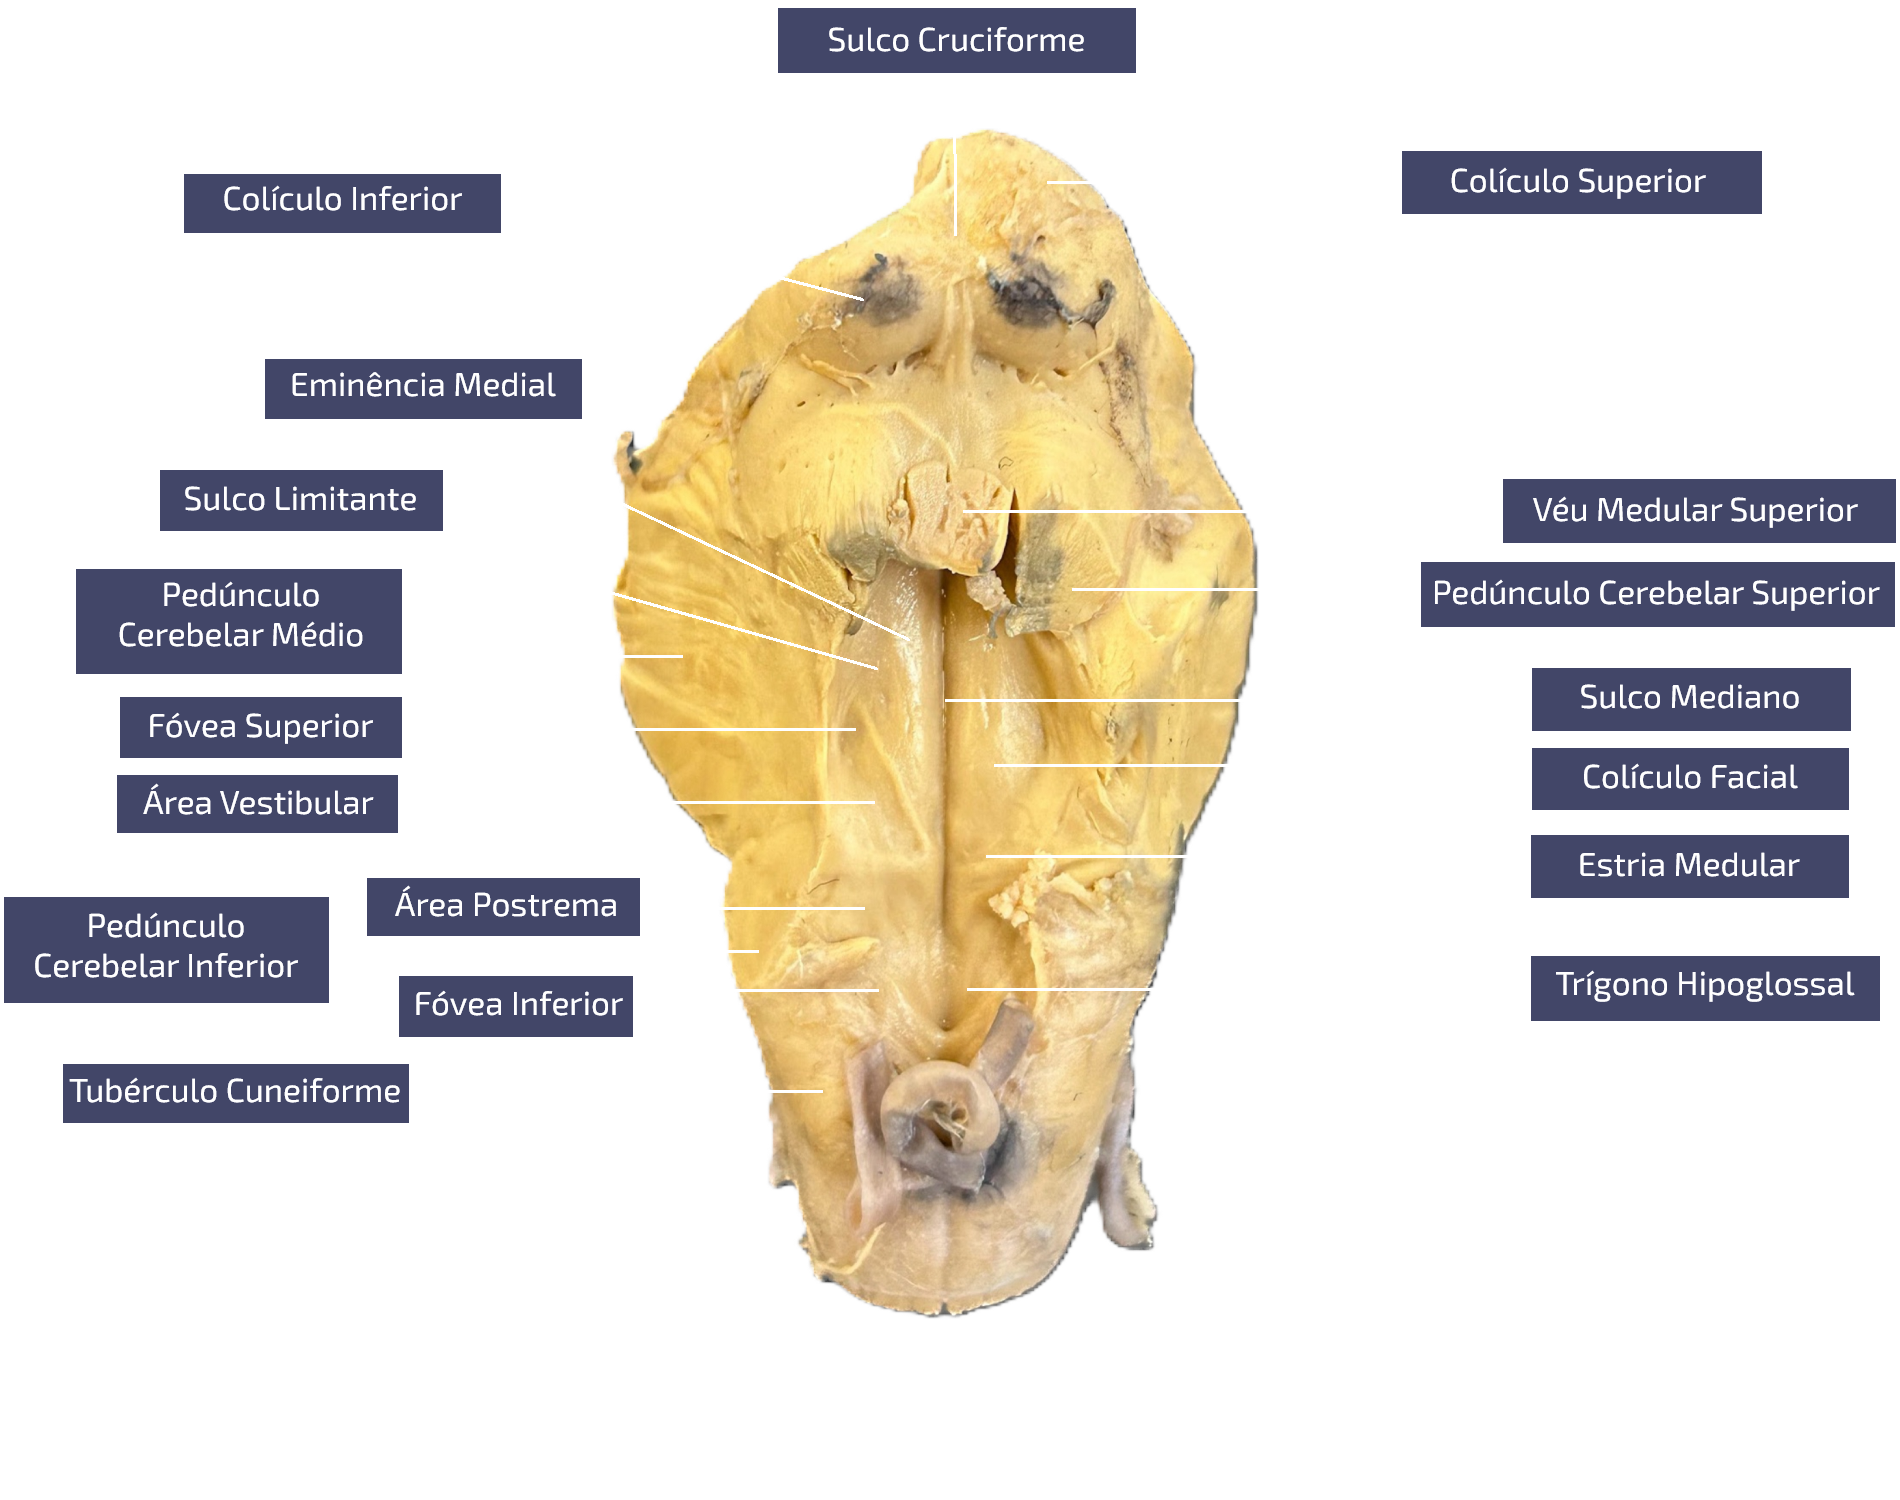 Sulco Cruciforme
Colículo Superior
Colículo Inferior
Eminência Medial
Sulco Limitante
Véu Medular Superior
Pedúnculo
Cerebelar Médio
Pedúnculo Cerebelar Superior
Sulco Mediano
Fóvea Superior
Colículo Facial
Área Vestibular
Estria Medular
Área Postrema
Pedúnculo
Cerebelar Inferior
Trígono Hipoglossal
Fóvea Inferior
Tubérculo Cuneiforme